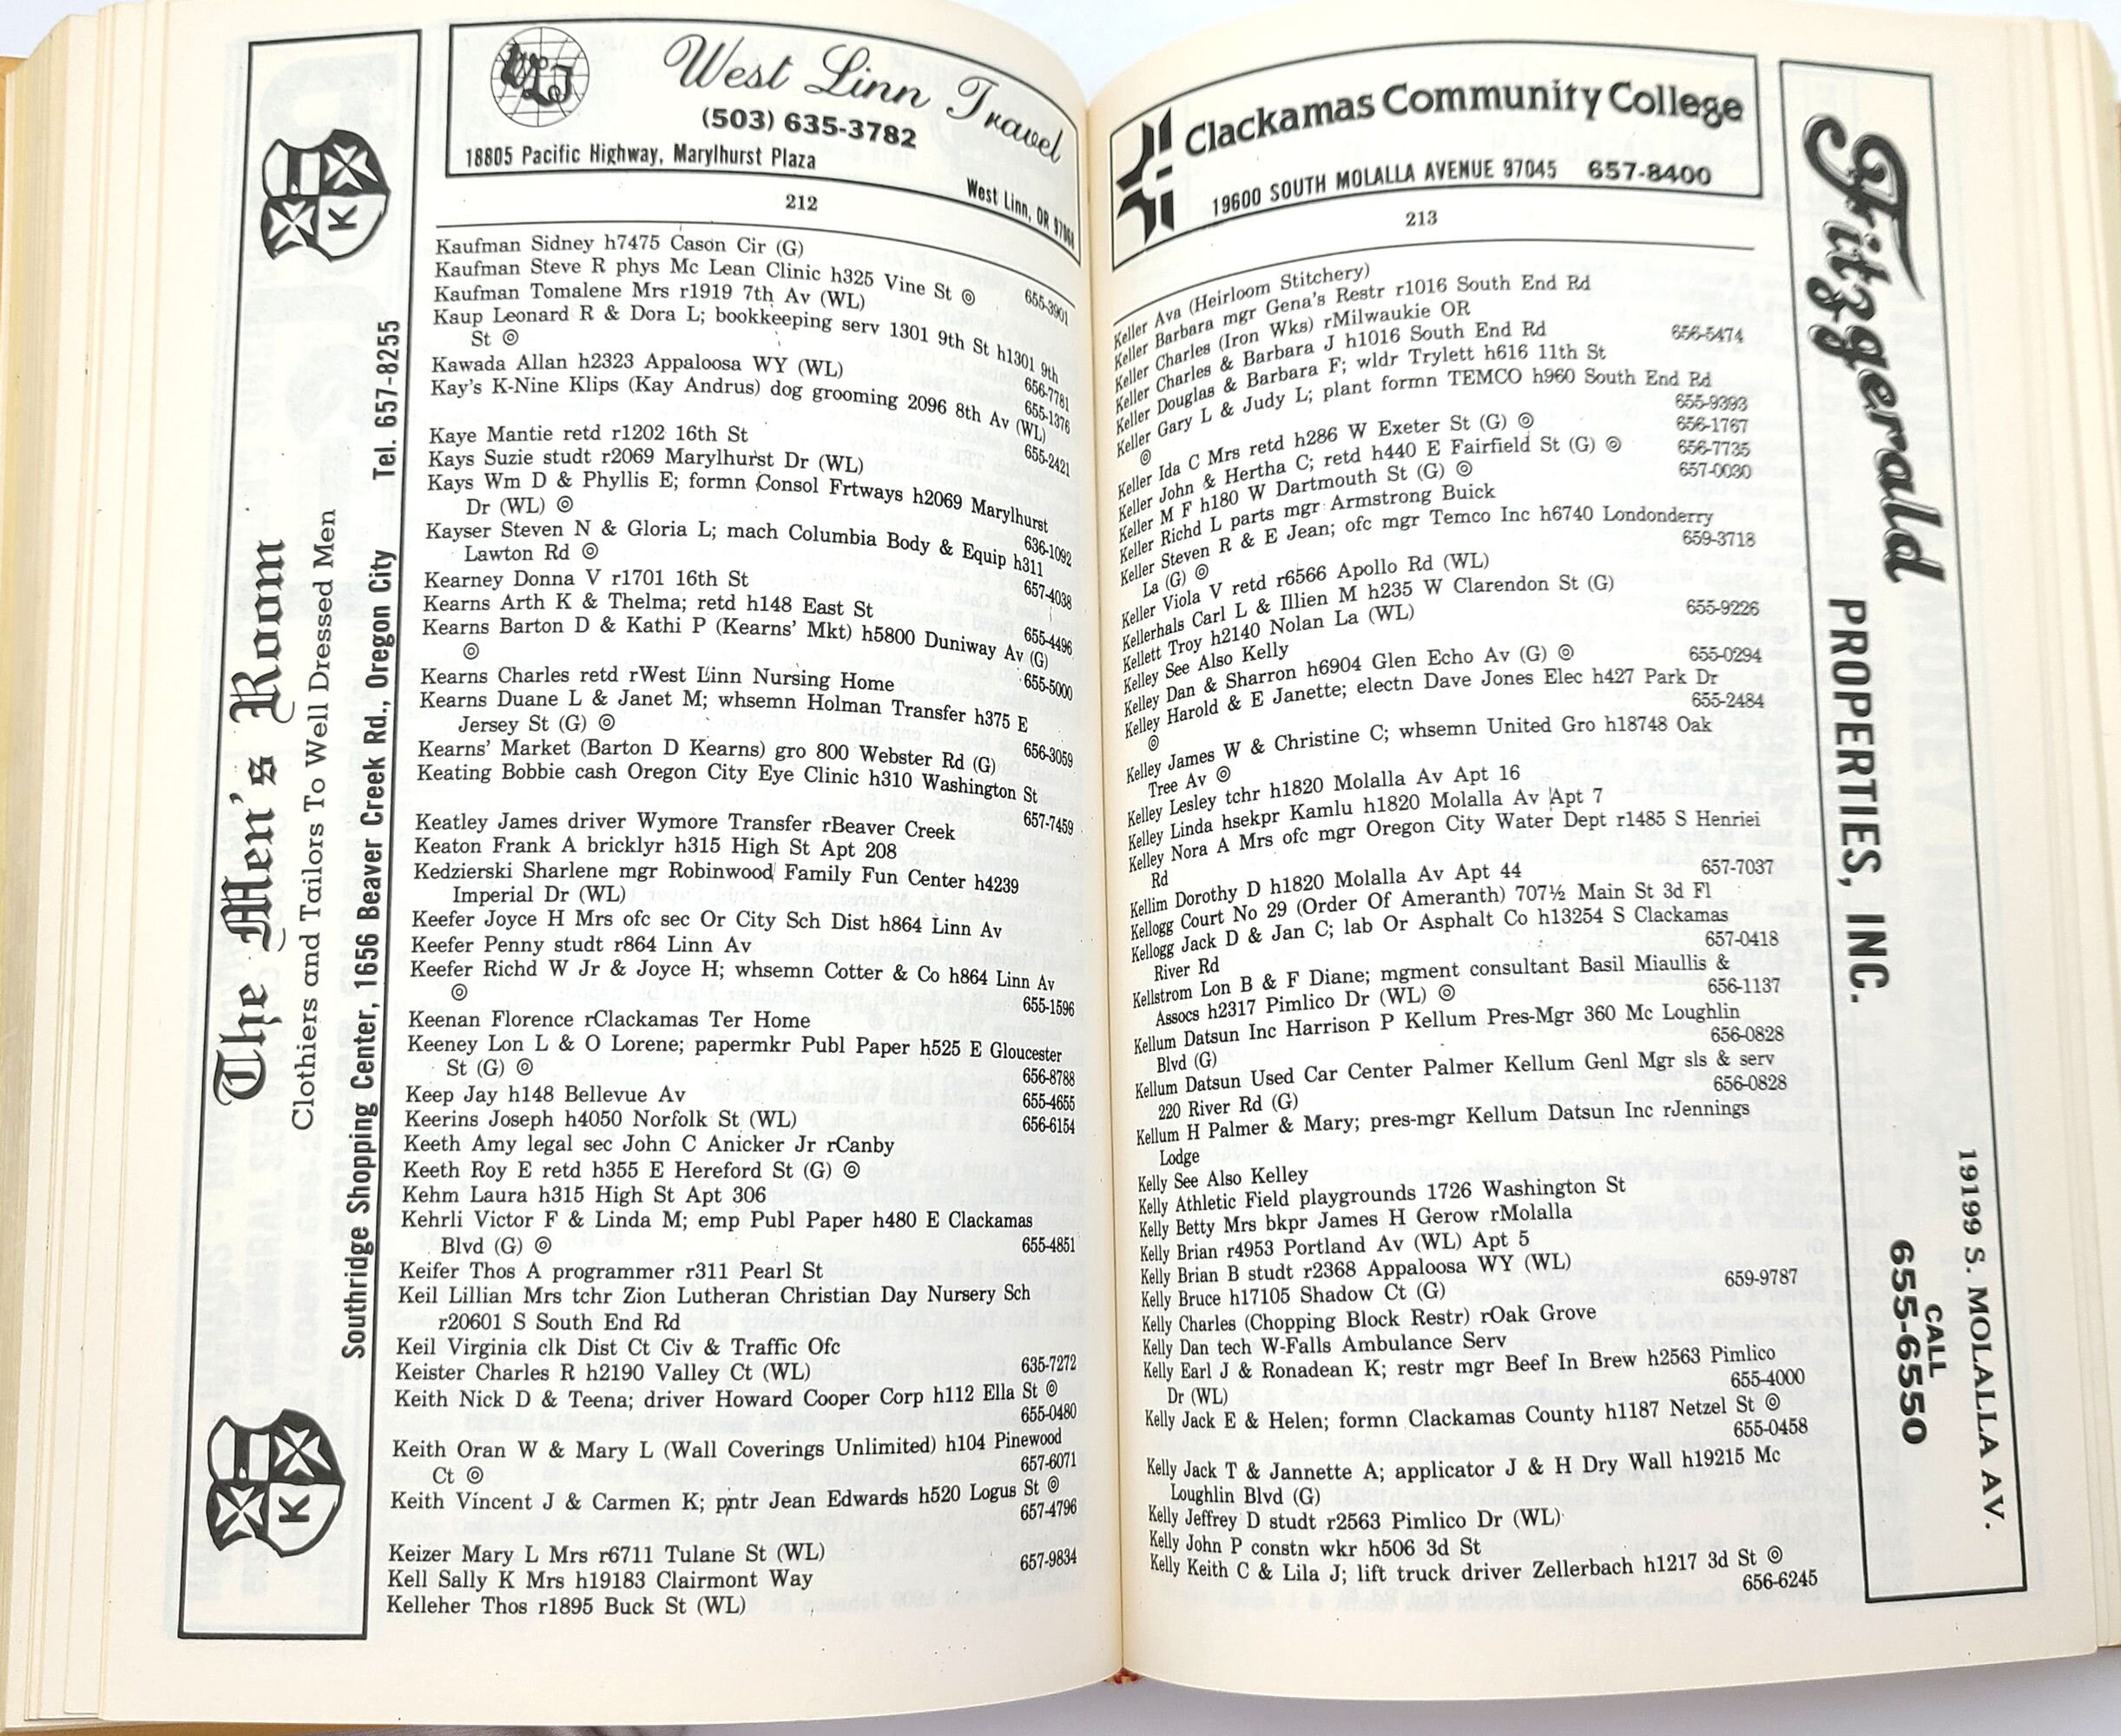 West Linn Travel
WLJ
(503) 635-3782
18805 Pacific Highway, Marylhurst Plaza
West Linn, OR 97068
212
Kaufman Sidney h7475 Cason Cir (G)
Kaufman Steve R phys Mc Lean Clinic h325 Vine St ◎ 655-3901
Kaufman Tomalene Mrs r1919 7th Av (WL)
Kaup Leonard R & Dora L; bookkeeping serv 1301 9th St h1301 9th
St ◎ 656-7781
Kawada Allan h2323 Appaloosa WY (WL) 655-1376
Kay's K-Nine Klips (Kay Andrus) dog grooming 2096 8th Av (WL)
655-2421
Kaye Mantie retd r1202 16th St
Kays Suzie studt r2069 Marylhurst Dr (WL)
Kays Wm D & Phyllis E; formn Consol Frtways h2069 Marylhurst
Dr (WL) ◎ 636-1092
Kayser Steven N & Gloria L; mach Columbia Body & Equip h311
Lawton Rd ◎ 657-4038
Kearney Donna V r1701 16th St
Kearns Arth K & Thelma; retd h148 East St 655-4496
Kearns Barton D & Kathi P (Kearns' Mkt) h5800 Duniway Av (G)
◎ 655-5000
Kearns Charles retd rWest Linn Nursing Home
Kearns Duane L & Janet M; whsemn Holman Transfer h375 E
Jersey St (G) ◎ 656-3059
Kearns' Market (Barton D Kearns) gro 800 Webster Rd (G)
Keating Bobbie cash Oregon City Eye Clinic h310 Washington St
657-7459
Keatley James driver Wymore Transfer rBeaver Creek
Keaton Frank A bricklyr h315 High St Apt 208
Kedzierski Sharlene mgr Robinwood Family Fun Center h4239
Imperial Dr (WL)
Keefer Joyce H Mrs ofc sec Or City Sch Dist h864 Linn Av
Keefer Penny studt r864 Linn Av
Keefer Richd W Jr & Joyce H; whsemn Cotter & Co h864 Linn Av
◎ 655-1596
Keenan Florence rClackamas Ter Home
Keeney Lon L & O Lorene; papermkr Publ Paper h525 E Gloucester
St (G) ◎ 656-8788
Keep Jay h148 Bellevue Av 655-4655
Keerins Joseph h4050 Norfolk St (WL) 656-6154
Keeth Amy legal sec John C Anicker Jr rCanby
Keeth Roy E retd h355 E Hereford St (G) ◎
Kehm Laura h315 High St Apt 306
Kehrli Victor F & Linda M; emp Publ Paper h480 E Clackamas
Blvd (G) ◎ 655-4851
Keifer Thos A programmer r311 Pearl St
Keil Lillian Mrs tchr Zion Lutheran Christian Day Nursery Sch
r20601 S South End Rd
Keil Virginia clk Dist Ct Civ & Traffic Ofc
Keister Charles R h2190 Valley Ct (WL) 635-7272
Keith Nick D & Teena; driver Howard Cooper Corp h112 Ella St ◎
655-0480
Keith Oran W & Mary L (Wall Coverings Unlimited) h104 Pinewood
Ct ◎ 657-6071
Keith Vincent J & Carmen K; pntr Jean Edwards h520 Logus St ◎
657-4796
Keizer Mary L Mrs r6711 Tulane St (WL)
Kell Sally K Mrs h19183 Clairmont Way 657-9834
Kelleher Thos r1895 Buck St (WL)
K
The Men's Room
Clothiers and Tailors To Well Dressed Men
Southridge Shopping Center, 1656 Beaver Creek Rd., Oregon City Tel. 657-8255
K
Clackamas Community College
19600 SOUTH MOLALLA AVENUE 97045 657-8400
213
Keller Ava (Heirloom Stitchery)
Keller Barbara mgr Gena's Restr r1016 South End Rd
Keller Charles (Iron Wks) rMilwaukie OR
Keller Charles & Barbara J h1016 South End Rd 656-5474
Keller Douglas & Barbara F; wldr Trylett h616 11th St
Keller Gary L & Judy L; plant formn TEMCO h960 South End Rd
◎ 655-9393
Keller Ida C Mrs retd h286 W Exeter St (G) ◎ 656-1767
Keller John & Hertha C; retd h440 E Fairfield St (G) ◎ 656-7735
Keller M F h180 W Dartmouth St (G) ◎ 657-0030
Keller Richd L parts mgr Armstrong Buick
Keller Steven R & E Jean; ofc mgr Temco Inc h6740 Londonderry
La (G) ◎ 659-3718
Keller Viola V retd r6566 Apollo Rd (WL)
Kellerhals Carl L & Illien M h235 W Clarendon St (G)
Kellett Troy h2140 Nolan La (WL) 655-9226
Kelley See Also Kelly
Kelley Dan & Sharron h6904 Glen Echo Av (G) ◎ 655-0294
Kelley Harold & E Janette; electn Dave Jones Elec h427 Park Dr
◎ 655-2484
Kelley James W & Christine C; whsemn United Gro h18748 Oak
Tree Av ◎
Kelley Lesley tchr h1820 Molalla Av Apt 16
Kelley Linda hsekpr Kamlu h1820 Molalla Av Apt 7
Kelley Nora A Mrs ofc mgr Oregon City Water Dept r1485 S Henriei
Rd
Kellim Dorothy D h1820 Molalla Av Apt 44 657-7037
Kellogg Court No 29 (Order Of Ameranth) 707½ Main St 3d Fl
Kellogg Jack D & Jan C; lab Or Asphalt Co h13254 S Clackamas
River Rd 657-0418
Kellstrom Lon B & F Diane; mgment consultant Basil Miaullis &
Assocs h2317 Pimlico Dr (WL) ◎ 656-1137
Kellum Datsun Inc Harrison P Kellum Pres-Mgr 360 Mc Loughlin
Blvd (G) 656-0828
Kellum Datsun Used Car Center Palmer Kellum Genl Mgr sls & serv
220 River Rd (G) 656-0828
Kellum H Palmer & Mary; pres-mgr Kellum Datsun Inc rJennings
Lodge
Kelly See Also Kelley
Kelly Athletic Field playgrounds 1726 Washington St
Kelly Betty Mrs bkpr James H Gerow rMolalla
Kelly Brian r4953 Portland Av (WL) Apt 5
Kelly Brian B studt r2368 Appaloosa WY (WL)
Kelly Bruce h17105 Shadow Ct (G) 659-9787
Kelly Charles (Chopping Block Restr) rOak Grove
Kelly Dan tech W-Falls Ambulance Serv
Kelly Earl J & Ronadean K; restr mgr Beef In Brew h2563 Pimlico
Dr (WL) 655-4000
Kelly Jack E & Helen; formn Clackamas County h1187 Netzel St ◎
655-0458
Kelly Jack T & Jannette A; applicator J & H Dry Wall h19215 Mc
Loughlin Blvd (G)
Kelly Jeffrey D studt r2563 Pimlico Dr (WL)
Kelly John P constn wkr h506 3d St
Kelly Keith C & Lila J; lift truck driver Zellerbach h1217 3d St ◎
656-6245
Fitzgerald
PROPERTIES, INC.
CALL
655-6550
19199 S. MOLALLA AV.